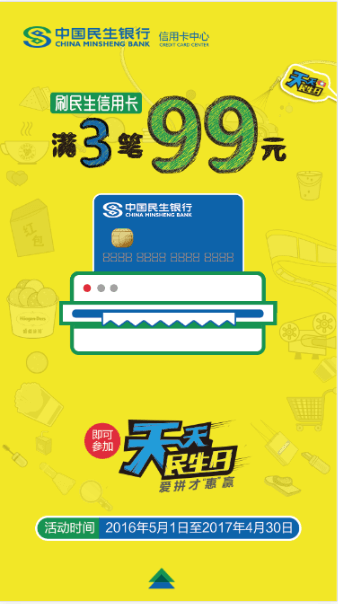 中国民生银行 信用卡中心
CHINA MINSHENG BANK CREDIT CARD CENTER
天天
民生日
刷民生信用卡
满3笔99元
中国民生银行
CHINA MINSHENG BANK
红包
即可
参加
天天
民生日
爱拼才“惠”赢
活动时间 2016年5月1日至2017年4月30日